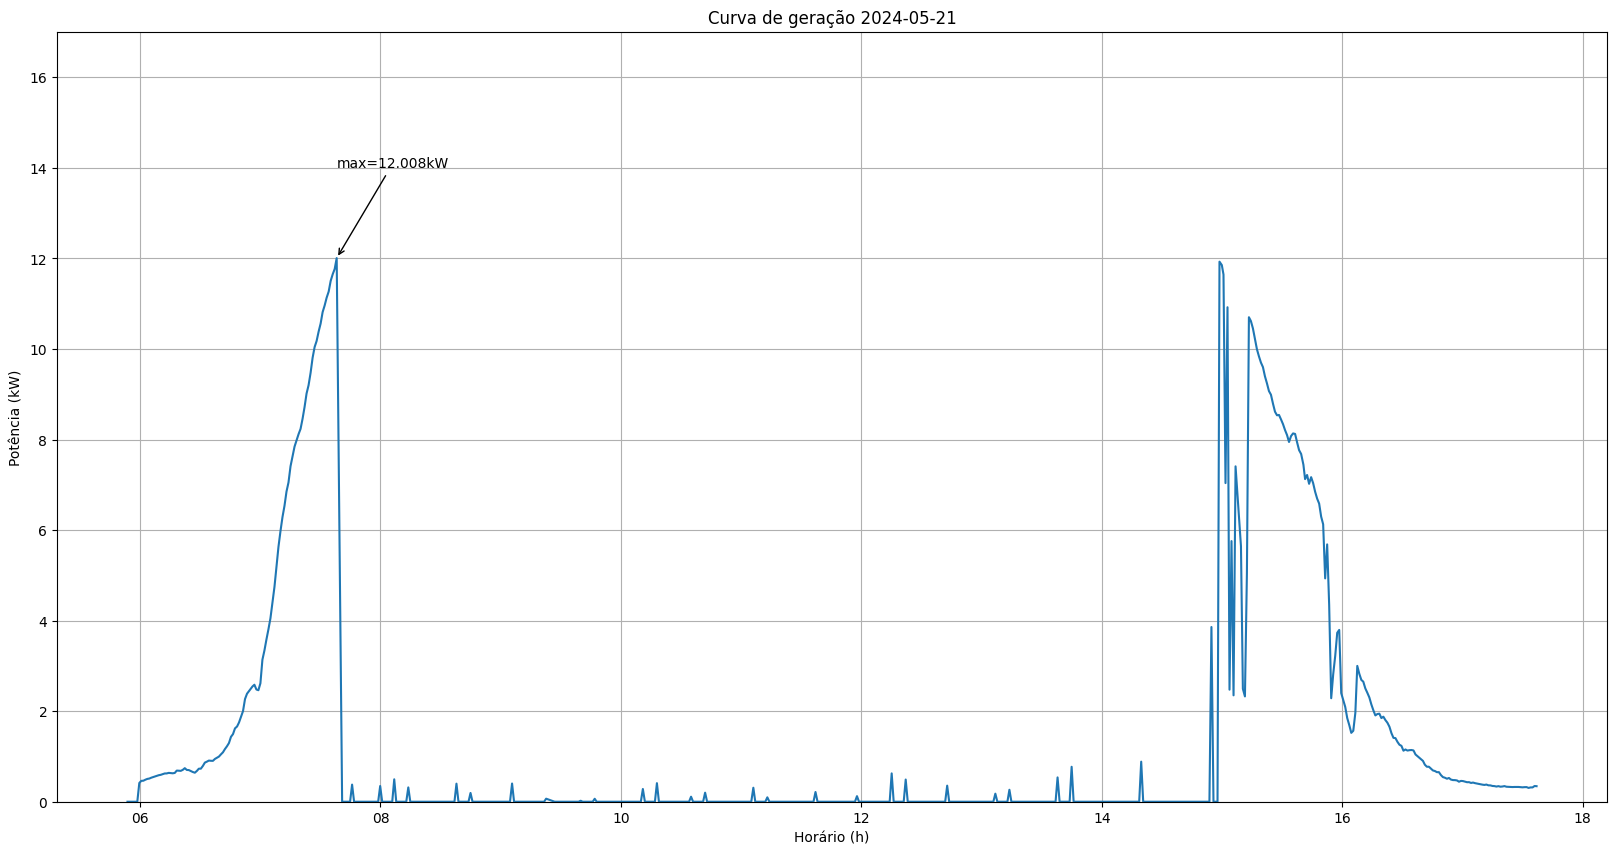 Curva de geração 2024-05-21
16
14
12
10
8
6
4
2
0
max=12.008kW
Potência (kW)
06 08 10 12 14 16 18
Horário (h)